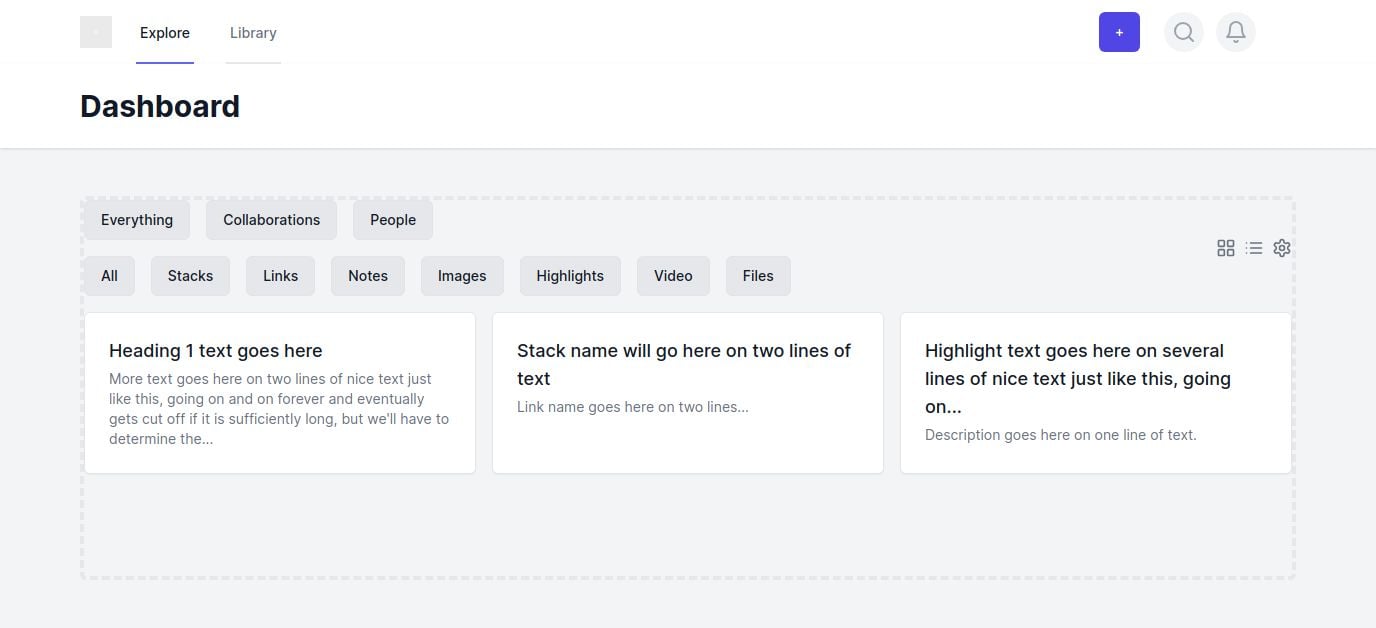 Explore Library +
Dashboard
Everything Collaborations People
All Stacks Links Notes Images Highlights Video Files
Heading 1 text goes here
More text goes here on two lines of nice text just
like this, going on and on forever and eventually
gets cut off if it is sufficiently long, but we'll have to
determine the...
Stack name will go here on two lines of
text
Link name goes here on two lines...
Highlight text goes here on several
lines of nice text just like this, going
on...
Description goes here on one line of text.